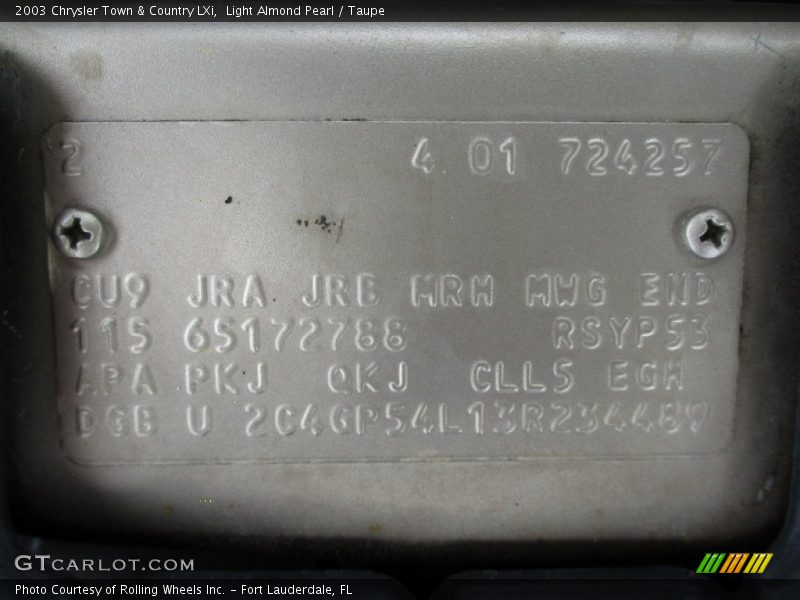 2003 Chrysler Town & Country LXi, Light Almond Pearl / Taupe
2 4 01 724257
CU9 JRA JRB MRH MWG END
115 65172788 RSYP53
APA PKJ QKJ CLL5 EGH
DGB U 2C4GP54L13R234489
GTCARLOT.COM
Photo Courtesy of Rolling Wheels Inc. – Fort Lauderdale, FL